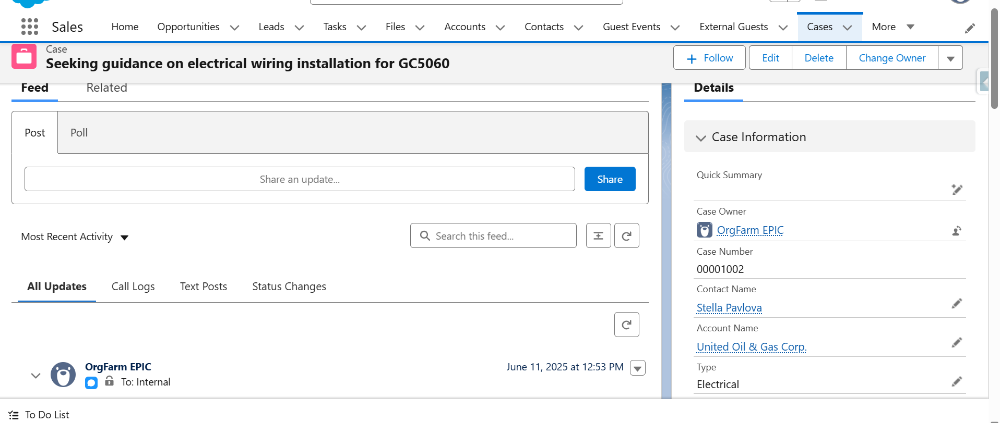 Sales
Home
Opportunities
Leads
Tasks
Files
Accounts
Contacts
Guest Events
External Guests
Cases
More
Case
Seeking guidance on electrical wiring installation for GC5060
Follow
Edit
Delete
Change Owner
Feed
Related
Post
Poll
Share an update...
Share
Most Recent Activity
Search this feed...
All Updates
Call Logs
Text Posts
Status Changes
OrgFarm EPIC
June 11, 2025 at 12:53 PM
To: Internal
Details
Case Information
Quick Summary
Case Owner
OrgFarm EPIC
Case Number
00001002
Contact Name
Stella Pavlova
Account Name
United Oil & Gas Corp.
Type
Electrical
To Do List